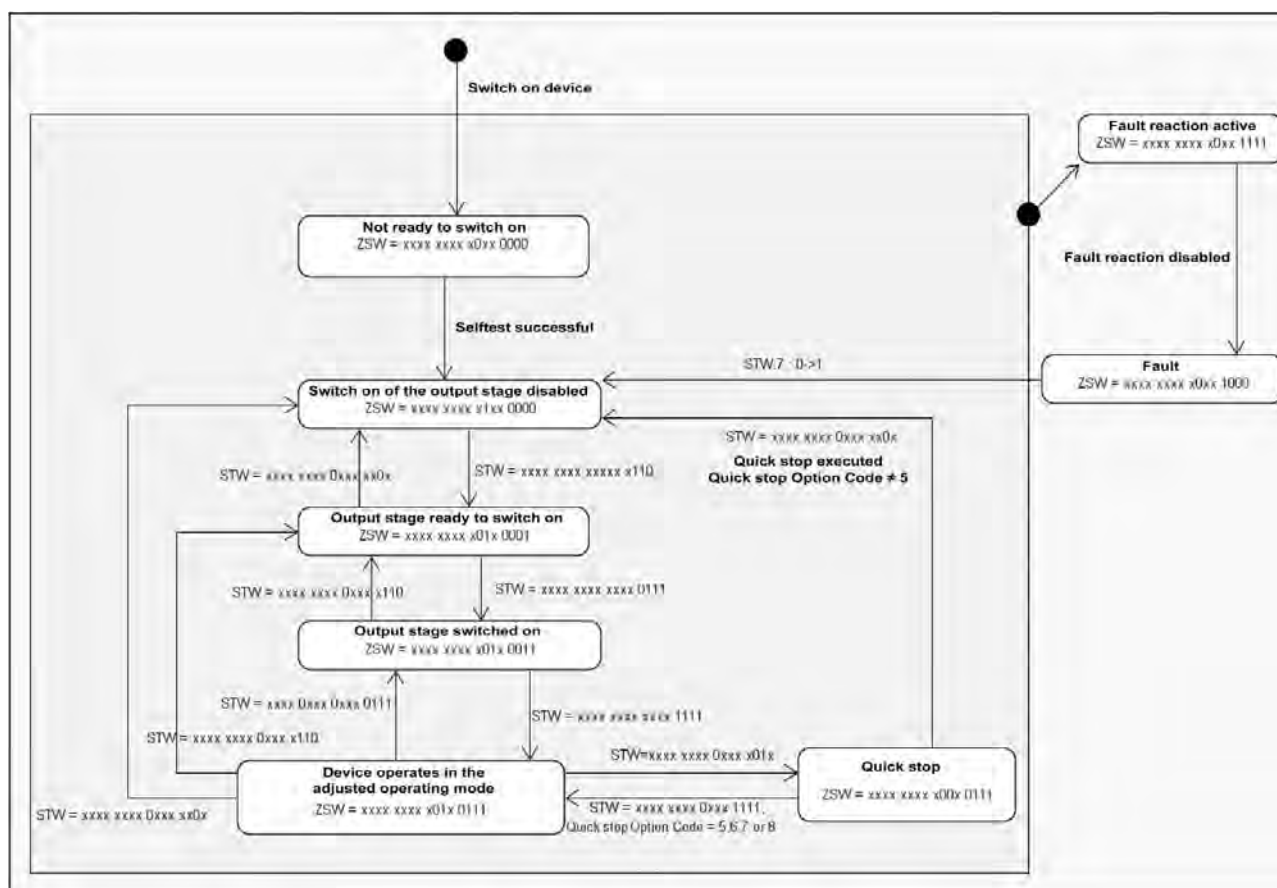 Switch on device
Fault reaction active
ZSW = xxxx xxxx x0xx 1111
Not ready to switch on
ZSW = xxxx xxxx x0xx 0000
Fault reaction disabled
Selftest successful
STW.7 : 0->1
Fault
ZSW = xxxx xxxx x0xx 1000
Switch on of the output stage disabled
ZSW = xxxx xxxx x1xx 0000
STW = xxxx xxxx 0xxx xx0x
Quick stop executed
Quick stop Option Code ≠ 5
STW = xxxx xxxx 0xxx xx0x
STW = xxxx xxxx xxxxx x110
Output stage ready to switch on
ZSW = xxxx xxxx x01x 0001
STW = xxxx xxxx 0xxx x110
STW = xxxx xxxx xxxx 0111
Output stage switched on
ZSW = xxxx xxxx x01x 0011
STW = xxxx 0xxx 0xxx 0111
STW = xxxx xxxx xxxx 1111
STW = xxxx xxxx 0xxx x110
STW=xxxx xxxx 0xxx x01x
Device operates in the
adjusted operating mode
ZSW = xxxx xxxx x01x 0111
Quick stop
ZSW = xxxx xxxx x00x 0111
STW = xxxx xxxx 0xxx xx0x
STW = xxxx xxxx 0xxx 1111,
Quick stop Option Code = 5,6,7 or 8